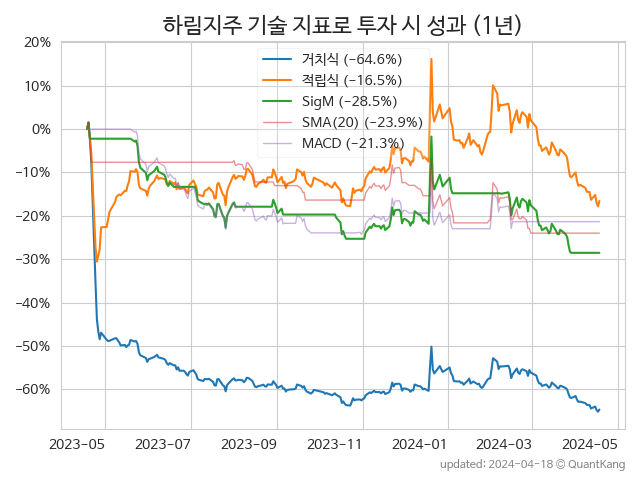 하림지주 기술 지표로 투자 시 성과 (1년)
20%
10%
0%
−10%
−20%
−30%
−40%
−50%
−60%
거치식 (−64.6%)
적립식 (−16.5%)
SigM (−28.5%)
SMA(20) (−23.9%)
MACD (−21.3%)
2023-05 2023-07 2023-09 2023-11 2024-01 2024-03 2024-05
updated: 2024-04-18 ⓒ QuantKang